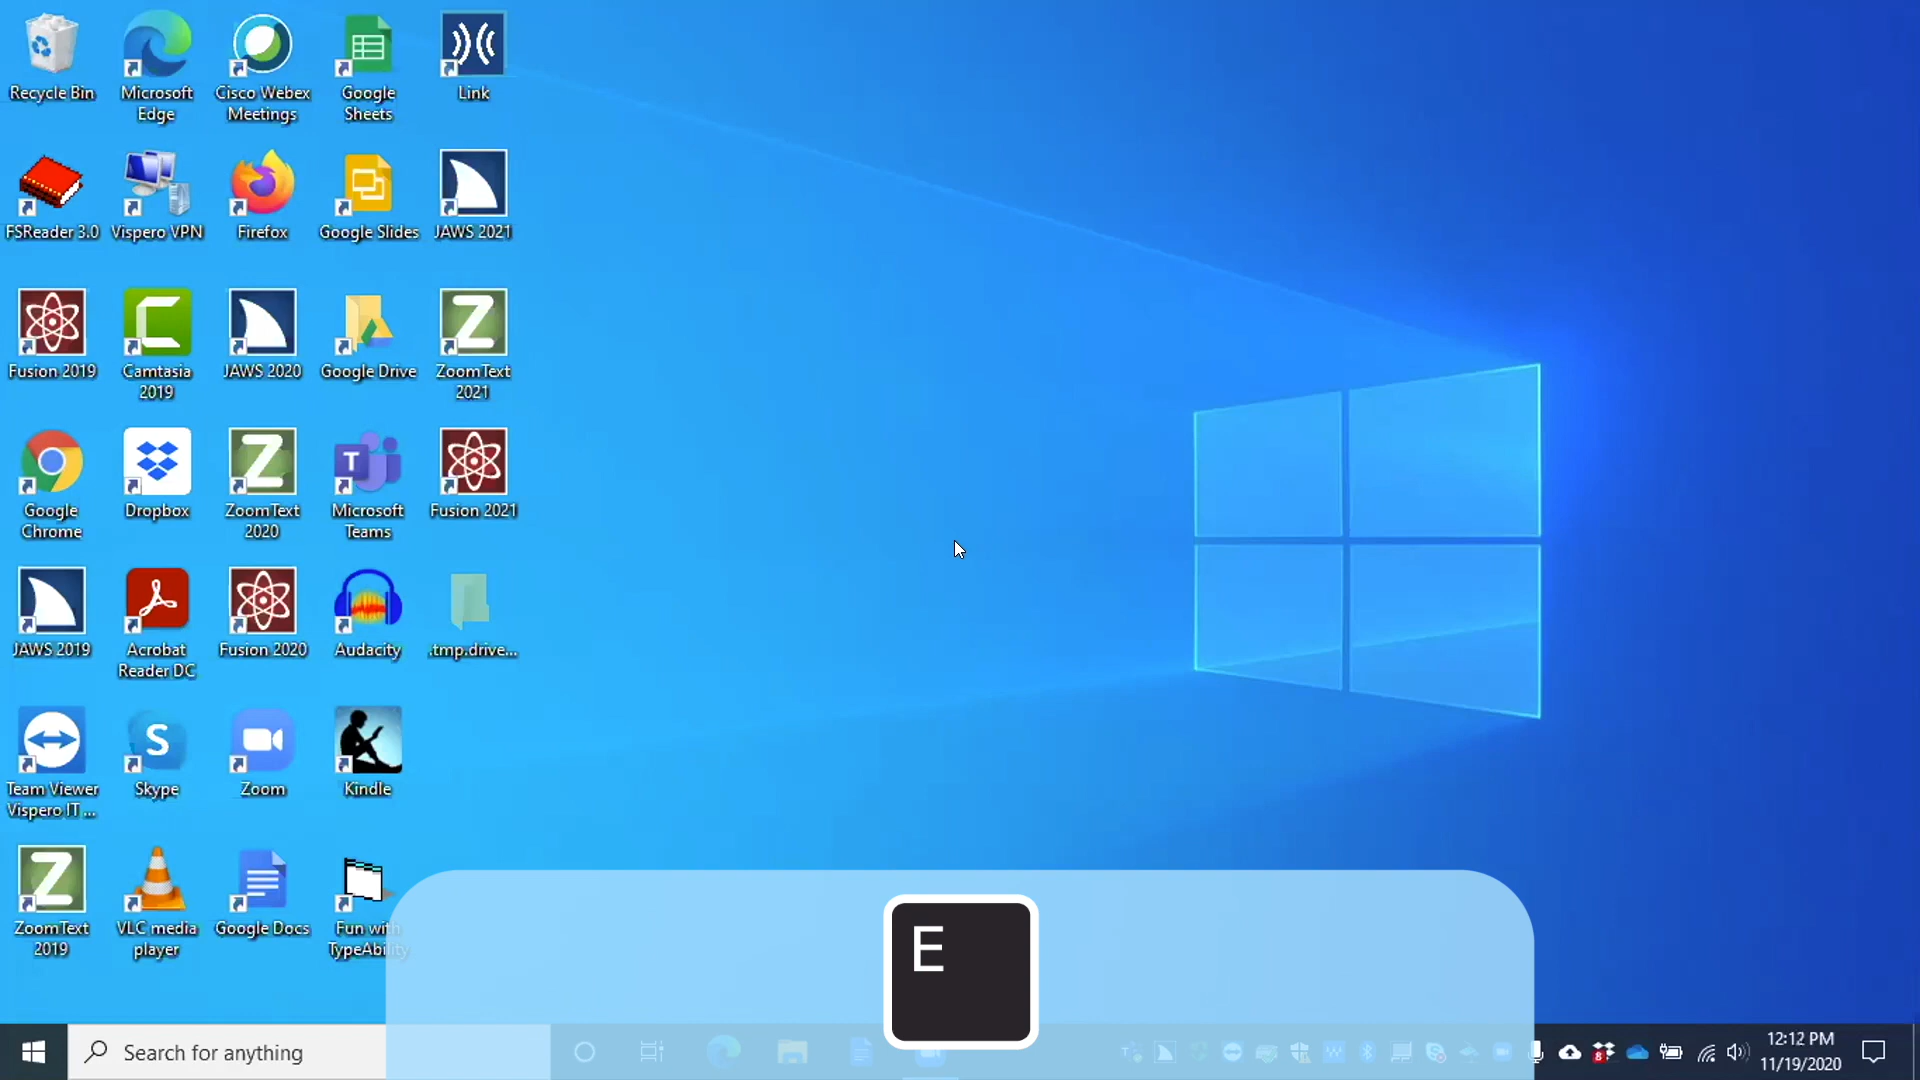 Recycle Bin
Microsoft
Edge
Cisco Webex
Meetings
Google
Sheets
Link
FSReader 3.0
Vispero VPN
Firefox
Google Slides
JAWS 2021
Fusion 2019
Camtasia
2019
JAWS 2020
Google Drive
ZoomText
2021
Google
Chrome
Dropbox
ZoomText
2020
Microsoft
Teams
Fusion 2021
JAWS 2019
Acrobat
Reader DC
Fusion 2020
Audacity
.tmp.drive...
Team Viewer
Vispero IT ...
Skype
Zoom
Kindle
ZoomText
2019
VLC media
player
Google Docs
Fun with
TypeAbility
E
Search for anything
12:12 PM
11/19/2020